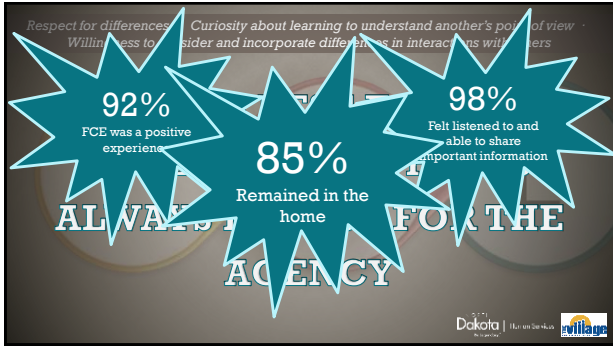 Respect for differences · Curiosity about learning to understand another's point of view ·
Willingness to consider and incorporate differences in interactions with others
92%
FCE was a positive
experience
98%
Felt listened to and
able to share
important information
85%
Remained in the
home
ALWAYS FOR THE
AGENCY
Dakota | Human Services
village